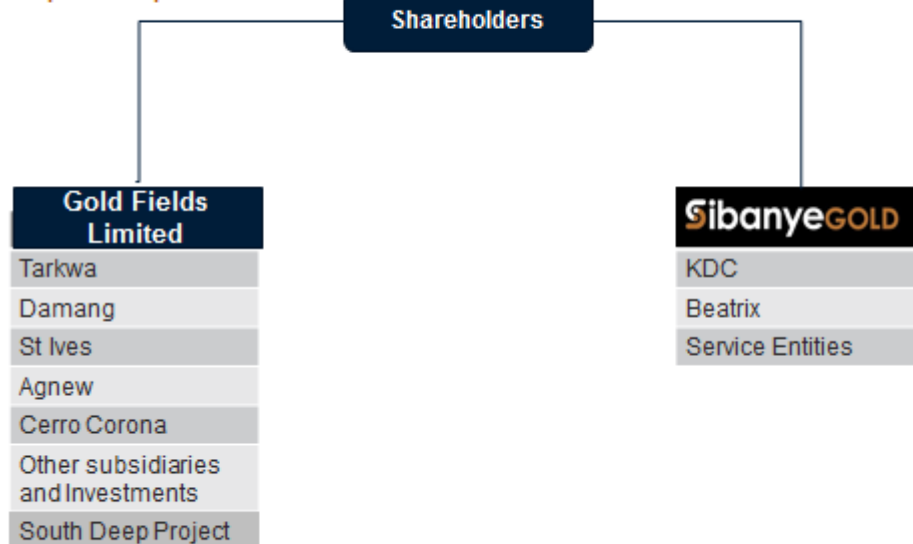 Shareholders
Gold Fields
Limited
Tarkwa
Damang
St Ives
Agnew
Cerro Corona
Other subsidiaries
and Investments
South Deep Project
SibanyeGOLD
KDC
Beatrix
Service Entities